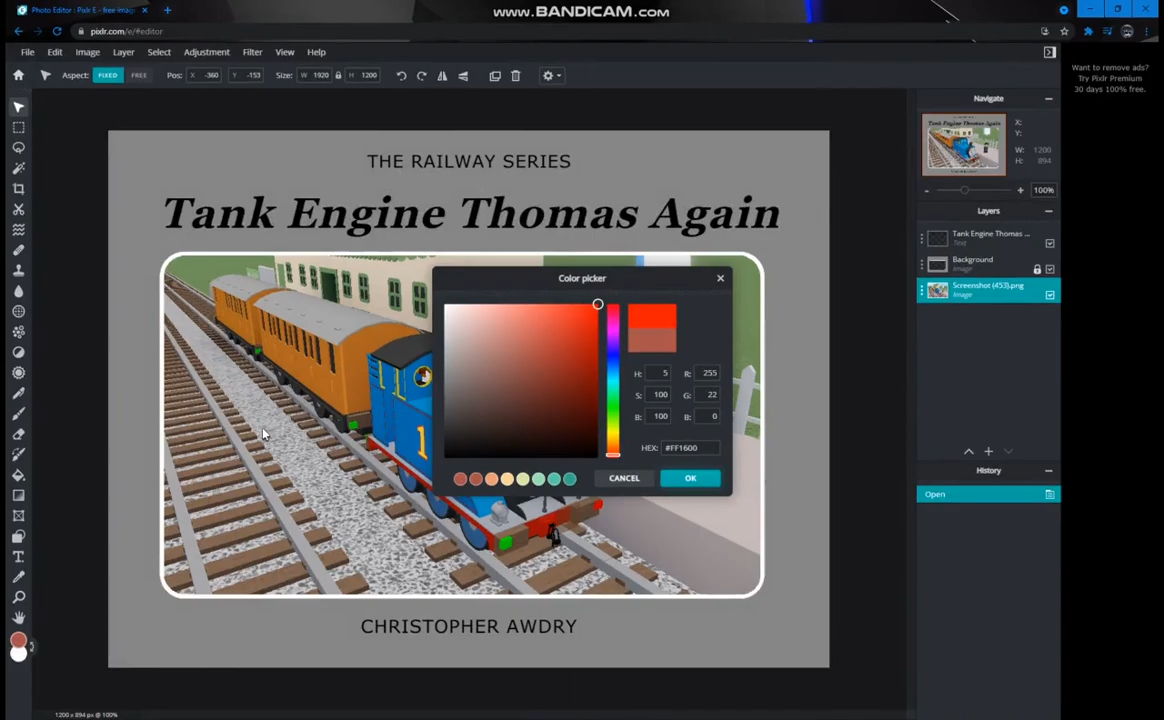 www.BANDICAM.com
Photo Editor : Pixlr E - free imag
pixlr.com/e/#editor
File Edit Image Layer Select Adjustment Filter View Help
Aspect: FIXED FREE Pos: X -360 Y -153 Size: W 1920 H 1200
Want to remove ads?
Try Pixlr Premium
30 days 100% free.
Navigate
X:
Y:
W: 1200
H: 894
100%
Layers
Tank Engine Thomas ...
Text
Background
Image
Screenshot (453).png
Image
History
Open
THE RAILWAY SERIES
Tank Engine Thomas Again
1
CHRISTOPHER AWDRY
Color picker
H: 5 R: 255
S: 100 G: 22
B: 100 B: 0
HEX: #FF1600
CANCEL OK
1200 x 894 px @ 100%